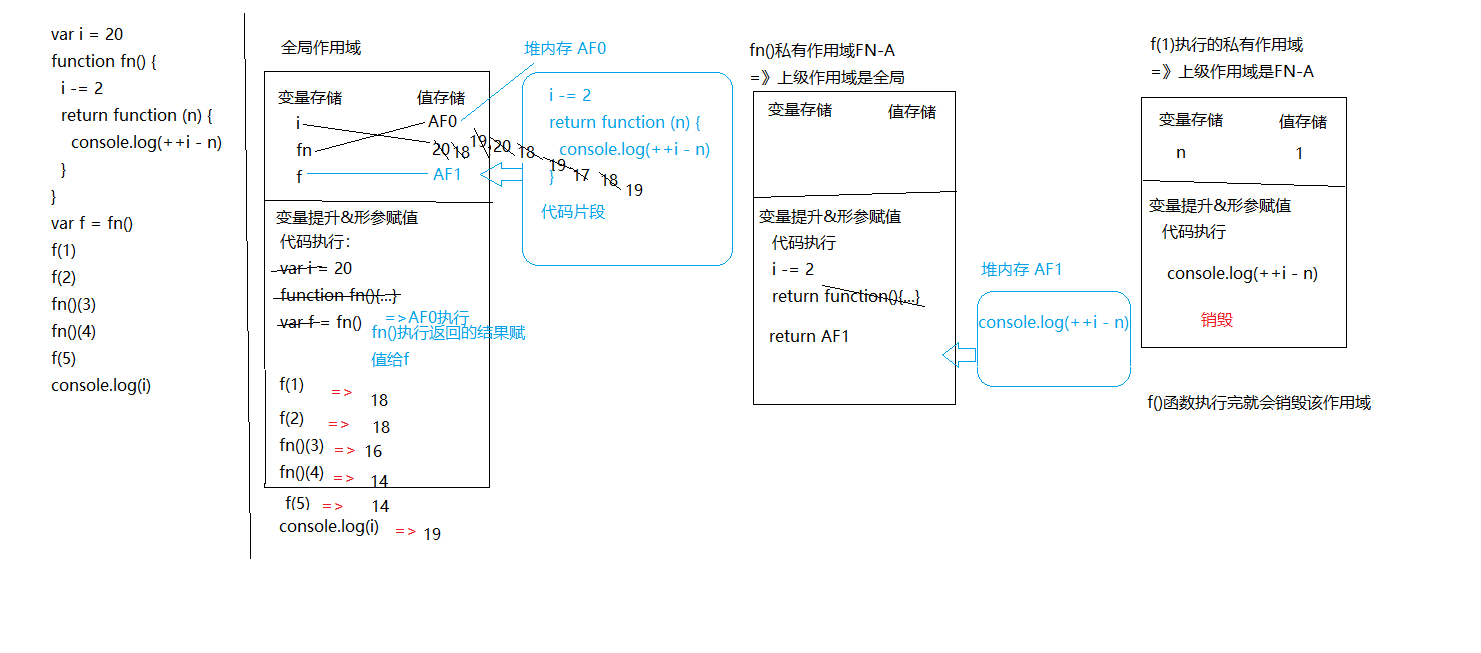 var i = 20
function fn() {
i -= 2
return function (n) {
console.log(++i - n)
}
}
var f = fn()
f(1)
f(2)
fn()(3)
fn()(4)
f(5)
console.log(i)
全局作用域
变量存储 值存储
i AF0
fn 20 18 19 20 18 19 17 18 19
f AF1
变量提升&形参赋值
代码执行:
var i = 20
function fn(){...}
var f = fn() =>AF0执行
fn()执行返回的结果赋
值给f
f(1) => 18
f(2) => 18
fn()(3) => 16
fn()(4) => 14
f(5) => 14
console.log(i) => 19
堆内存 AF0
i -= 2
return function (n) {
console.log(++i - n)
}
代码片段
fn()私有作用域FN-A
=》上级作用域是全局
变量存储 值存储
变量提升&形参赋值
代码执行
i -= 2
return function(){...}
return AF1
堆内存 AF1
console.log(++i - n)
f(1)执行的私有作用域
=》上级作用域是FN-A
变量存储 值存储
n 1
变量提升&形参赋值
代码执行
console.log(++i - n)
销毁
f()函数执行完就会销毁该作用域